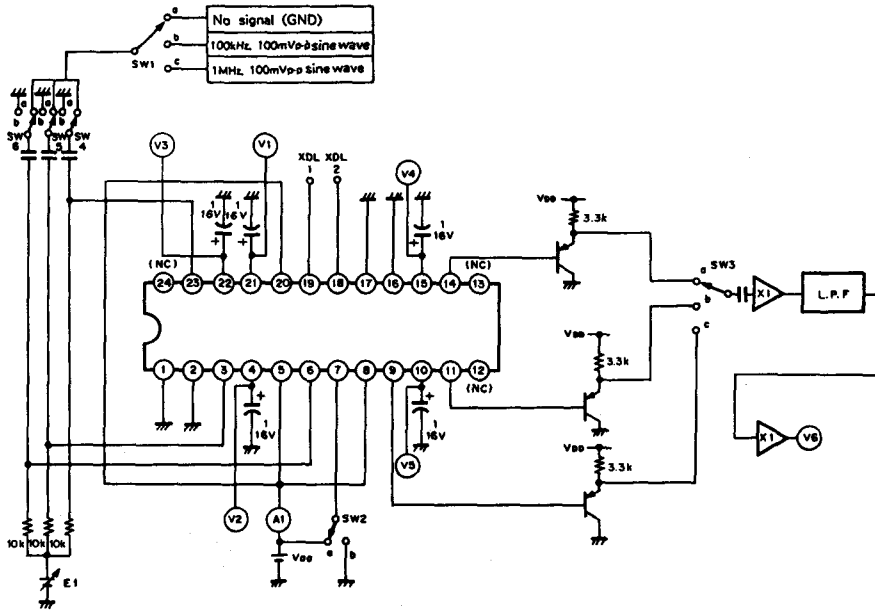 No signal (GND)
100kHz, 100mVp-p sine wave
1MHz, 100mVp-p sine wave
a
b
c
SW1
a
b
a
b
a
b
SW
6
SW
5
SW
4
V3
V1
XDL
1
XDL
2
V4
1
16V
+
1
16V
+
1
16V
+
(NC)
(NC)
24
23
22
21
20
19
18
17
16
15
14
13
1
2
3
4
5
6
7
8
9
10
11
12
(NC)
+
1
16V
+
1
16V
V2
A1
V5
SW2
a
b
VDD
10k
10k
10k
E1
VDD
3.3k
VDD
3.3k
VDD
3.3k
a
b
c
SW3
X1
L.P.F
X1
V6